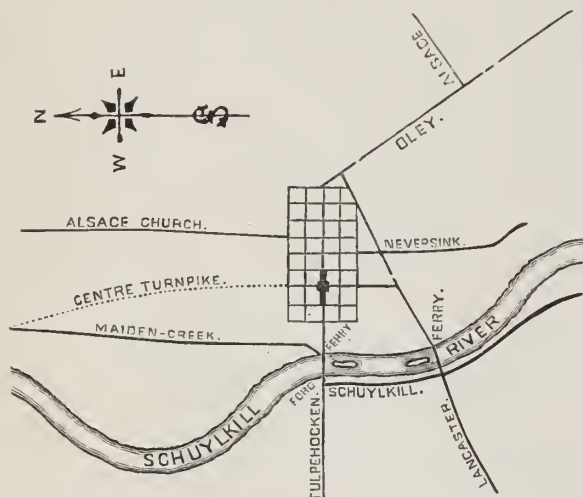 N
W E
S
ALSACE
OLEY.
ALSACE CHURCH.
NEVERSINK.
CENTRE TURNPIKE.
MAIDEN-CREEK.
FERRY
FERRY.
FORD
SCHUYLKILL RIVER
SCHUYLKILL.
TULPEHOCKEN.
LANCASTER.